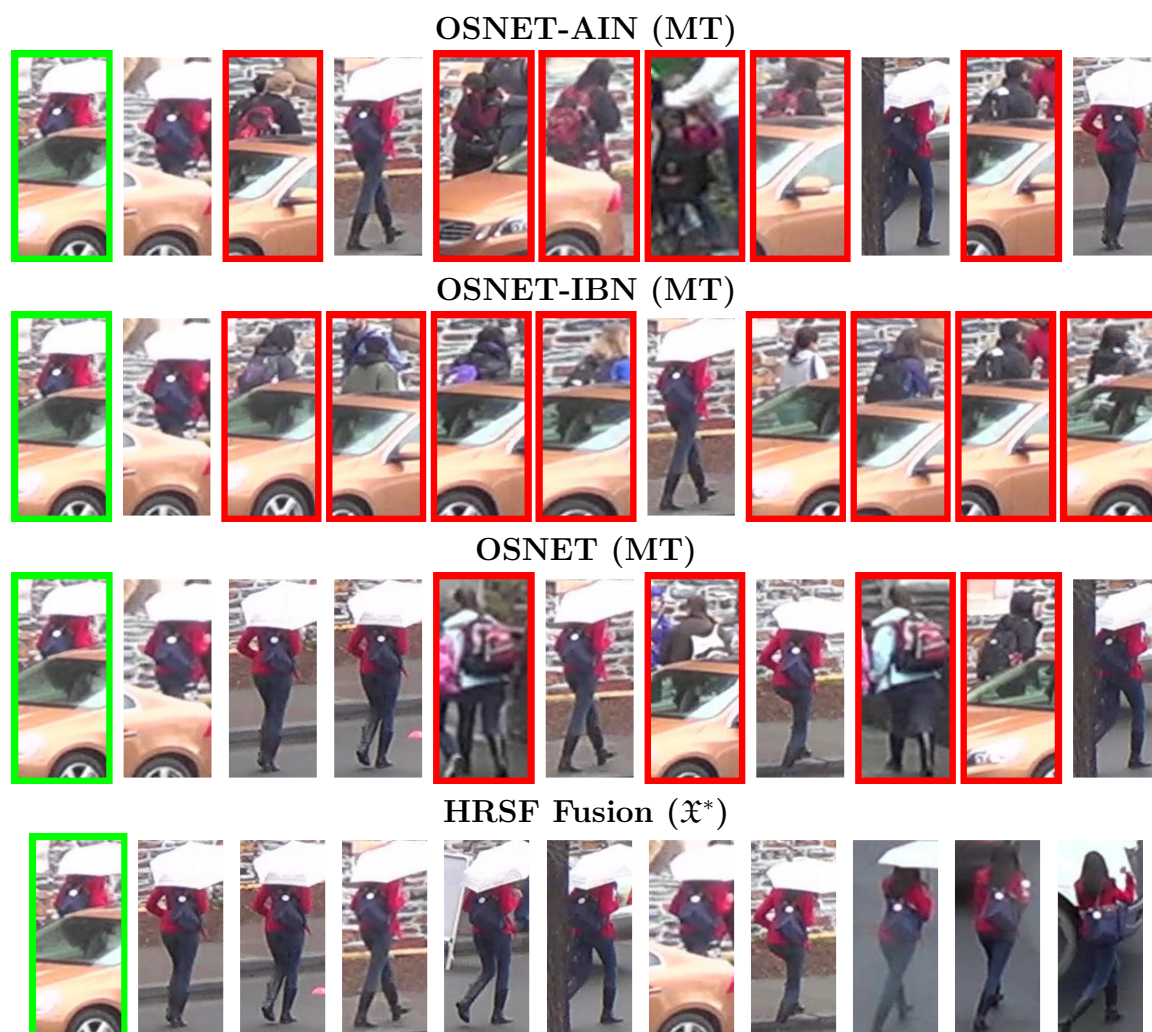 OSNET-AIN (MT)
OSNET-IBN (MT)
OSNET (MT)
HRSF Fusion (𝔛*)